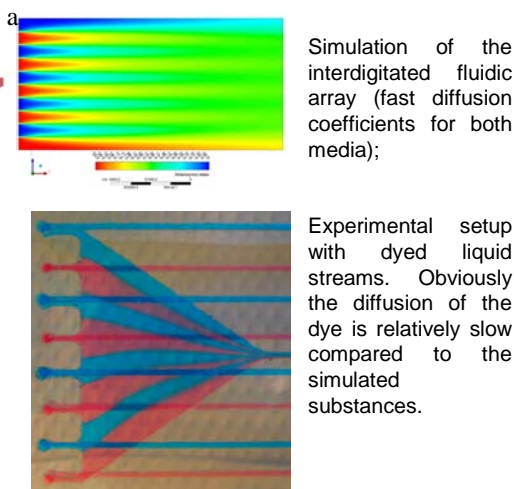 a
Simulation of the
interdigitated fluidic
array (fast diffusion
coefficients for both
media);
Experimental setup
with dyed liquid
streams. Obviously
the diffusion of the
dye is relatively slow
compared to the
simulated
substances.